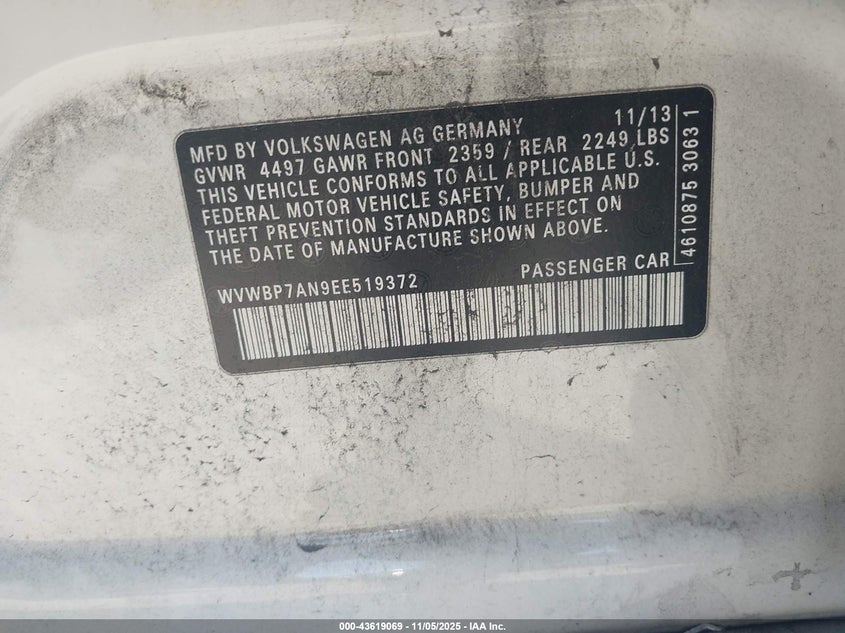 MFD BY VOLKSWAGEN AG GERMANY 11/13
GVWR 4497 GAWR FRONT 2359 / REAR 2249 LBS
THIS VEHICLE CONFORMS TO ALL APPLICABLE U.S.
FEDERAL MOTOR VEHICLE SAFETY, BUMPER AND
THEFT PREVENTION STANDARDS IN EFFECT ON
THE DATE OF MANUFACTURE SHOWN ABOVE.
WVWBP7AN9EE519372 PASSENGER CAR
4610875 3063 1
000-43619069 - 11/05/2025 - IAA Inc.